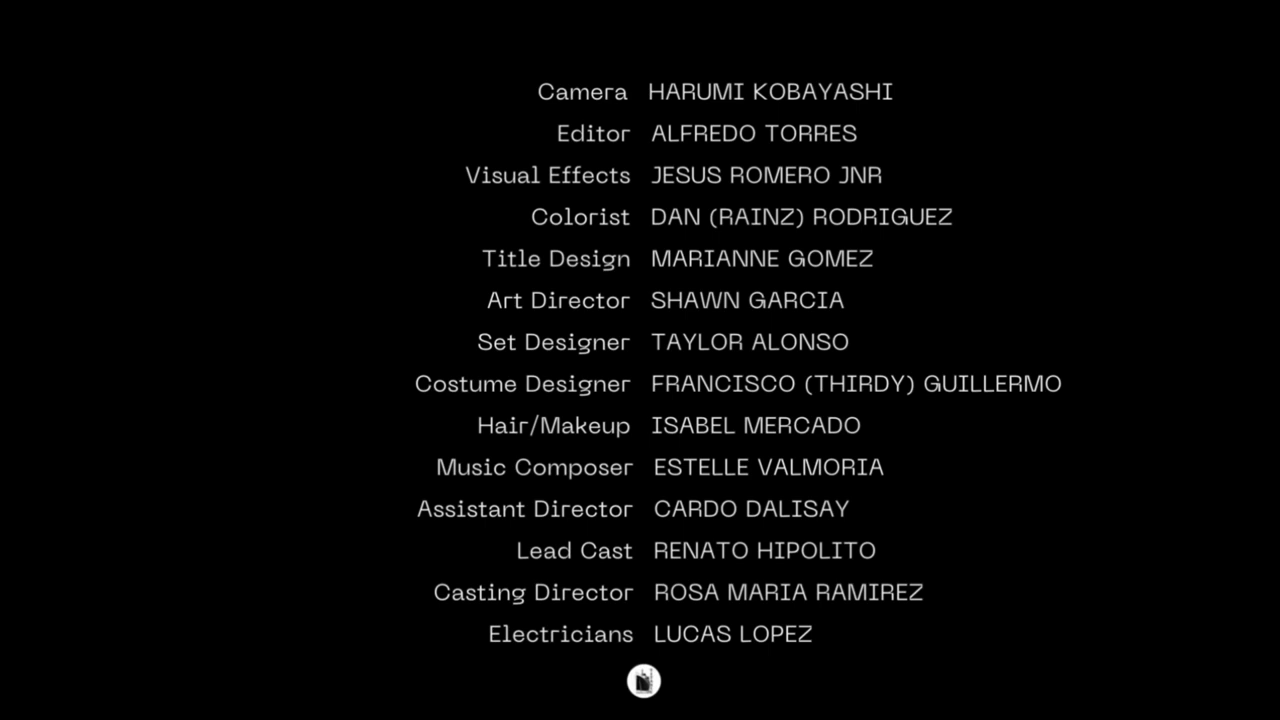 Camera HARUMI KOBAYASHI
Editor ALFREDO TORRES
Visual Effects JESUS ROMERO JNR
Colorist DAN (RAINZ) RODRIGUEZ
Title Design MARIANNE GOMEZ
Art Director SHAWN GARCIA
Set Designer TAYLOR ALONSO
Costume Designer FRANCISCO (THIRDY) GUILLERMO
Hair/Makeup ISABEL MERCADO
Music Composer ESTELLE VALMORIA
Assistant Director CARDO DALISAY
Lead Cast RENATO HIPOLITO
Casting Director ROSA MARIA RAMIREZ
Electricians LUCAS LOPEZ